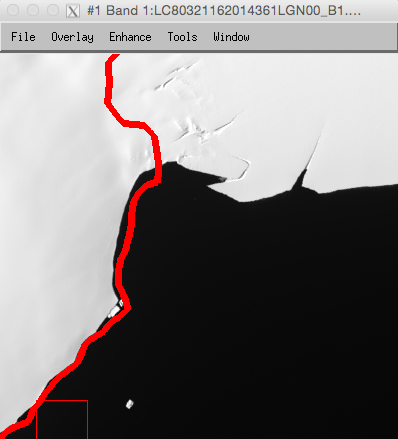 #1 Band 1:LC80321162014361LGN00_B1....
File Overlay Enhance Tools Window